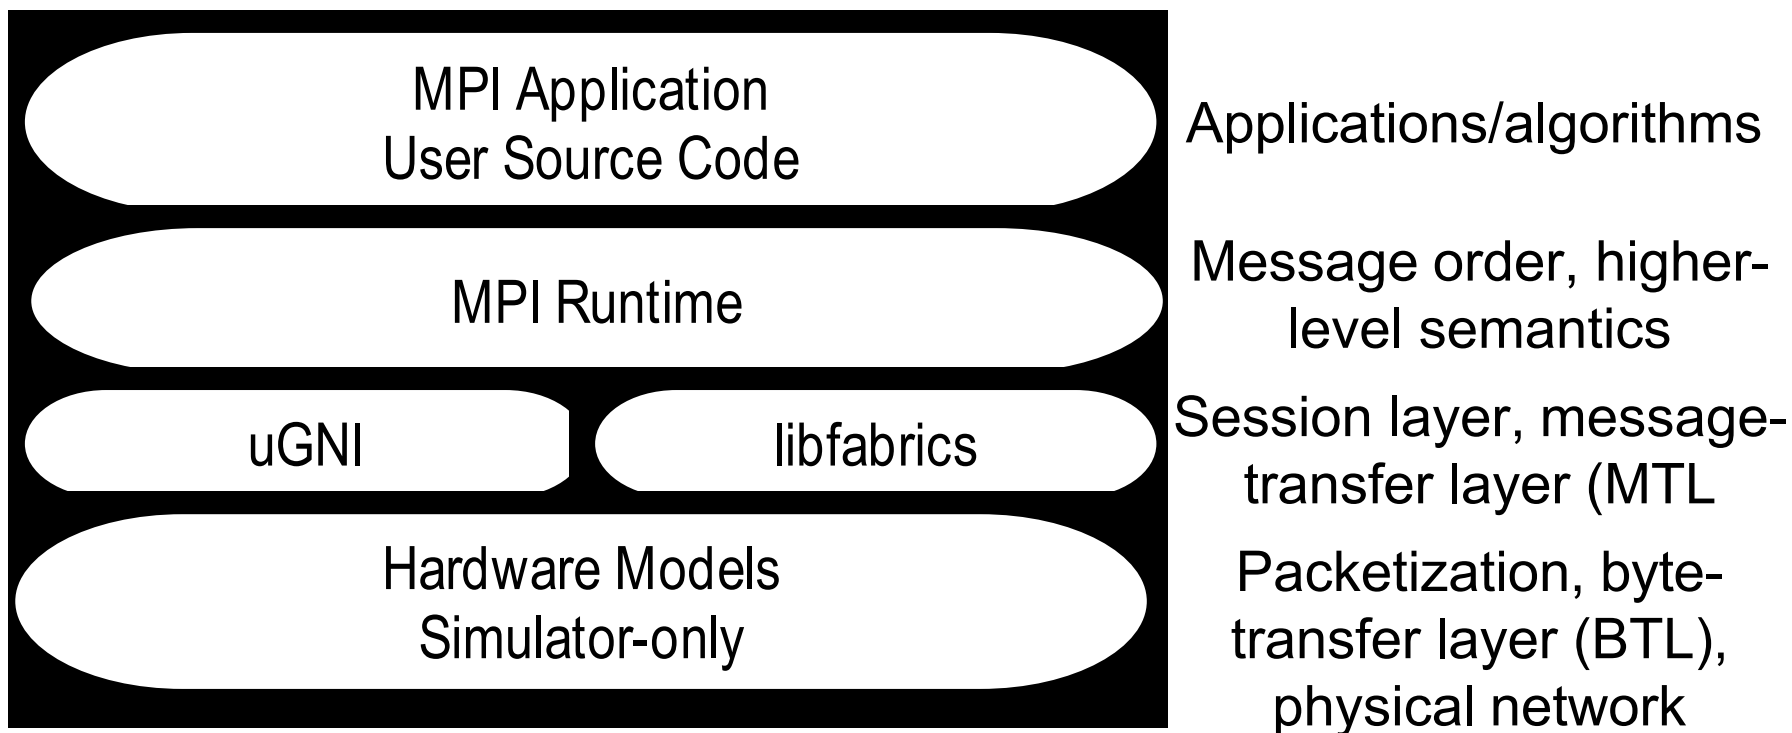 MPI Application
User Source Code
Applications/algorithms
MPI Runtime
Message order, higher-
level semantics
uGNI
libfabrics
Session layer, message-
transfer layer (MTL
Hardware Models
Simulator-only
Packetization, byte-
transfer layer (BTL),
physical network